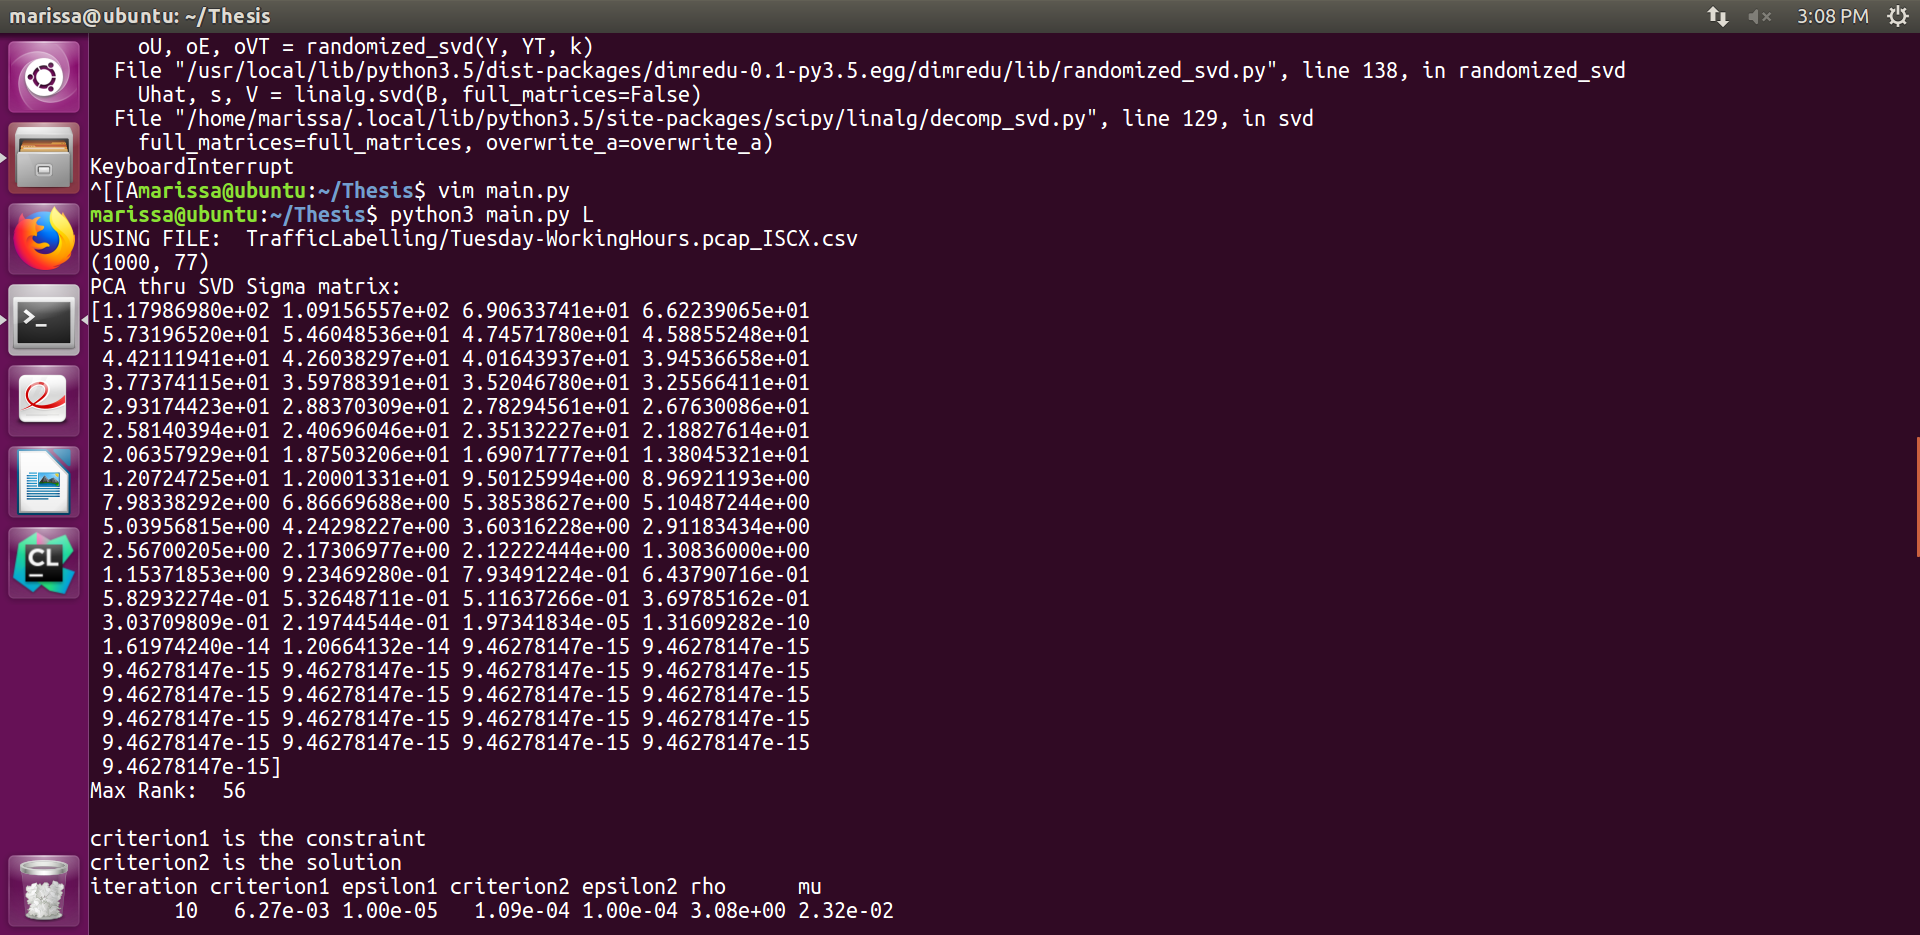 marissa@ubuntu: ~/Thesis
3:08 PM
oU, oE, oVT = randomized_svd(Y, YT, k)
File "/usr/local/lib/python3.5/dist-packages/dimredu-0.1-py3.5.egg/dimredu/lib/randomized_svd.py", line 138, in randomized_svd
Uhat, s, V = linalg.svd(B, full_matrices=False)
File "/home/marissa/.local/lib/python3.5/site-packages/scipy/linalg/decomp_svd.py", line 129, in svd
full_matrices=full_matrices, overwrite_a=overwrite_a)
KeyboardInterrupt
^[[Amarissa@ubuntu:~/Thesis$ vim main.py
marissa@ubuntu:~/Thesis$ python3 main.py L
USING FILE:  TrafficLabelling/Tuesday-WorkingHours.pcap_ISCX.csv
(1000, 77)
PCA thru SVD Sigma matrix:
[1.17986980e+02 1.09156557e+02 6.90633741e+01 6.62239065e+01
5.73196520e+01 5.46048536e+01 4.74571780e+01 4.58855248e+01
4.42111941e+01 4.26038297e+01 4.01643937e+01 3.94536658e+01
3.77374115e+01 3.59788391e+01 3.52046780e+01 3.25566411e+01
2.93174423e+01 2.88370309e+01 2.78294561e+01 2.67630086e+01
2.58140394e+01 2.40696046e+01 2.35132227e+01 2.18827614e+01
2.06357929e+01 1.87503206e+01 1.69071777e+01 1.38045321e+01
1.20724725e+01 1.20001331e+01 9.50125994e+00 8.96921193e+00
7.98338292e+00 6.86669688e+00 5.38538627e+00 5.10487244e+00
5.03956815e+00 4.24298227e+00 3.60316228e+00 2.91183434e+00
2.56700205e+00 2.17306977e+00 2.12222444e+00 1.30836000e+00
1.15371853e+00 9.23469280e-01 7.93491224e-01 6.43790716e-01
5.82932274e-01 5.32648711e-01 5.11637266e-01 3.69785162e-01
3.03709809e-01 2.19744544e-01 1.97341834e-05 1.31609282e-10
1.61974240e-14 1.20664132e-14 9.46278147e-15 9.46278147e-15
9.46278147e-15 9.46278147e-15 9.46278147e-15 9.46278147e-15
9.46278147e-15 9.46278147e-15 9.46278147e-15 9.46278147e-15
9.46278147e-15 9.46278147e-15 9.46278147e-15 9.46278147e-15
9.46278147e-15 9.46278147e-15 9.46278147e-15 9.46278147e-15
9.46278147e-15]
Max Rank:  56
criterion1 is the constraint
criterion2 is the solution
iteration criterion1 epsilon1 criterion2 epsilon2 rho      mu
10   6.27e-03 1.00e-05   1.09e-04 1.00e-04 3.08e+00 2.32e-02
CL